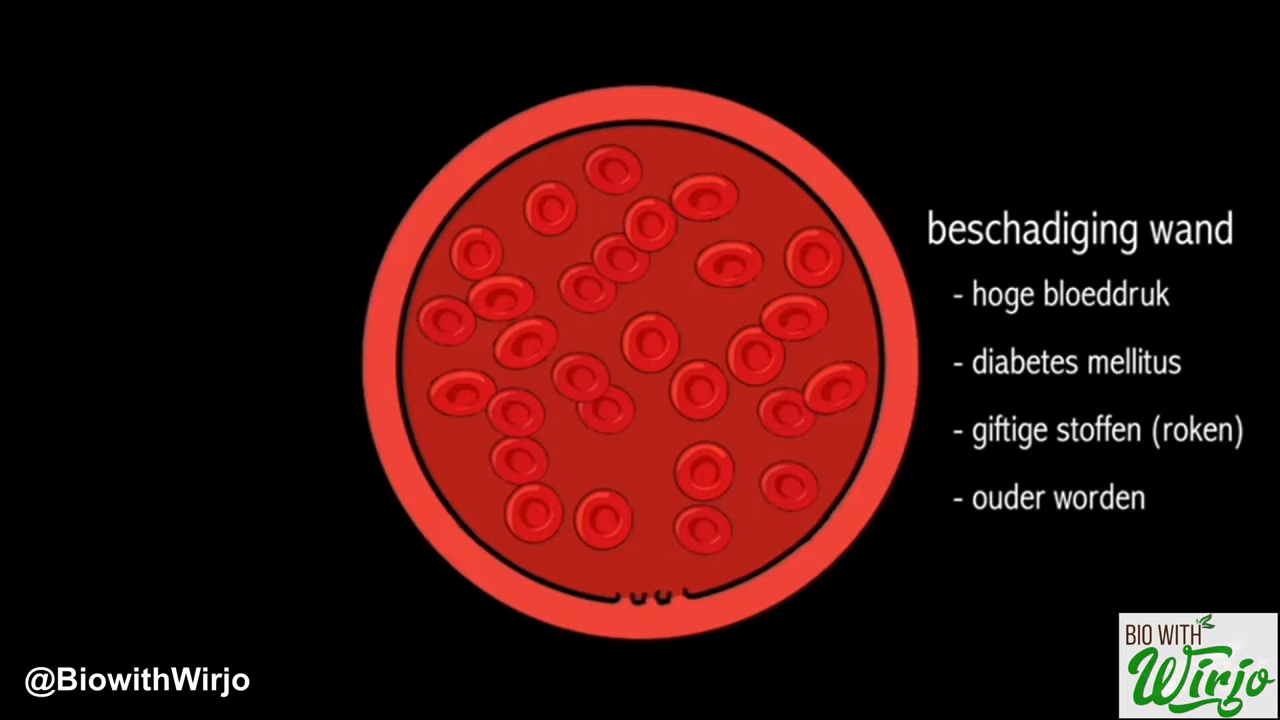 beschadiging wand
- hoge bloeddruk
- diabetes mellitus
- giftige stoffen (roken)
- ouder worden
@BiowithWirjo
BIO WITH
Wirjo